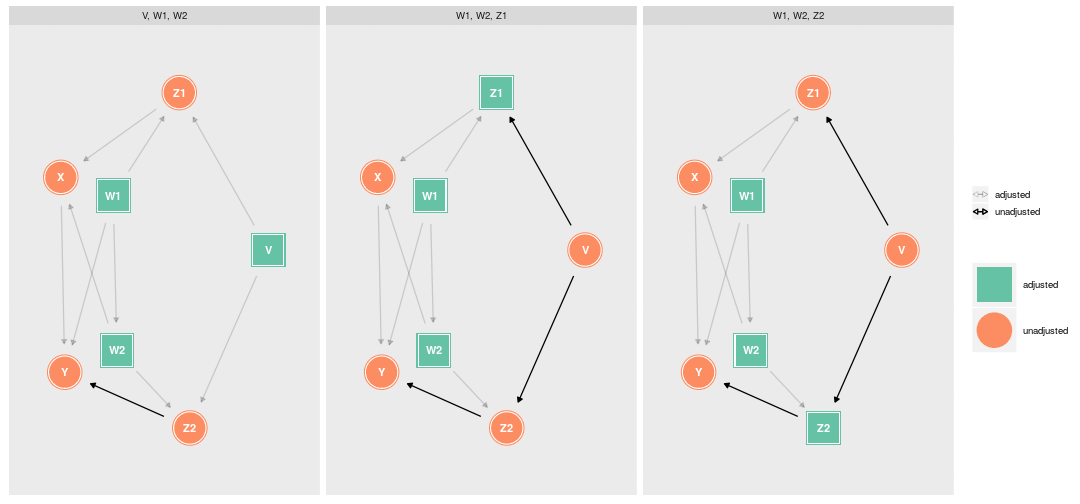 V, W1, W2
W1, W2, Z1
W1, W2, Z2
Z1
X
W1
V
W2
Y
Z2
Z1
X
W1
V
W2
Y
Z2
Z1
X
W1
V
W2
Y
Z2
adjusted
unadjusted
adjusted
unadjusted